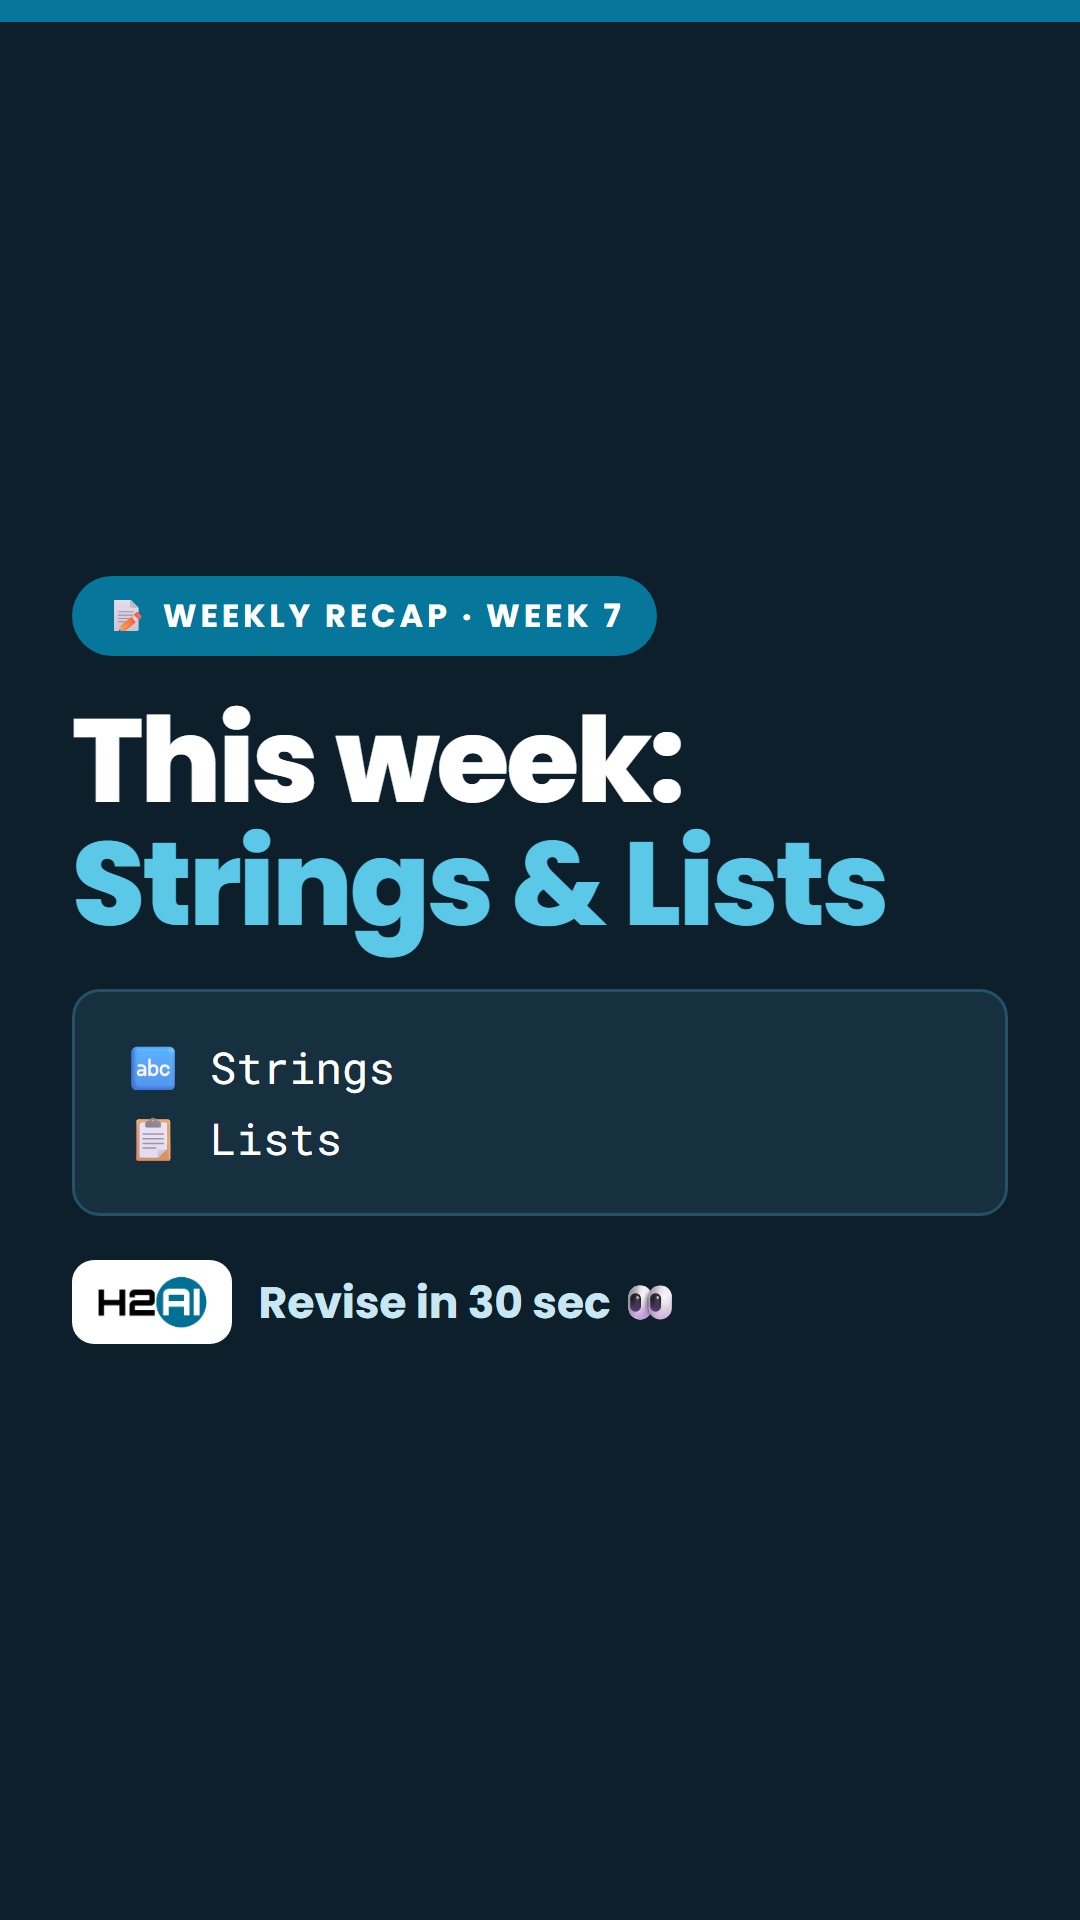 📝 WEEKLY RECAP · WEEK 7
This week:
Strings & Lists
🔤 Strings
📋 Lists
H2AI Revise in 30 sec 👀